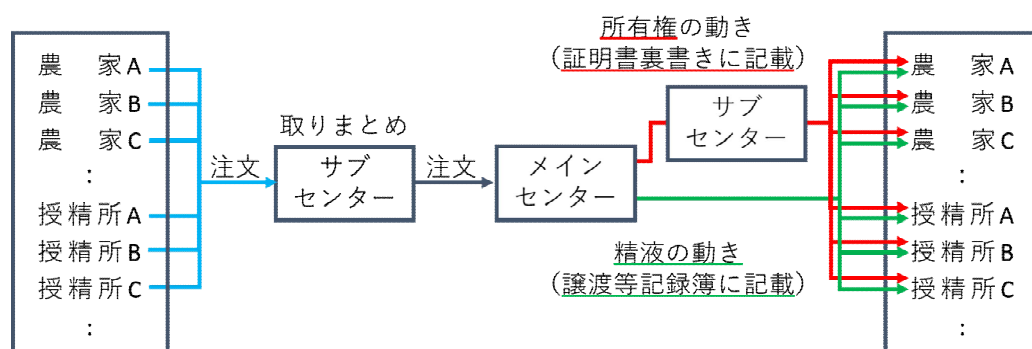 農　家A
農　家B
農　家C
：
授精所A
授精所B
授精所C
：
注文
取りまとめ
サブ
センター
注文
メイン
センター
所有権の動き
（証明書裏書きに記載）
サブ
センター
精液の動き
（譲渡等記録簿に記載）
農　家A
農　家B
農　家C
：
授精所A
授精所B
授精所C
：